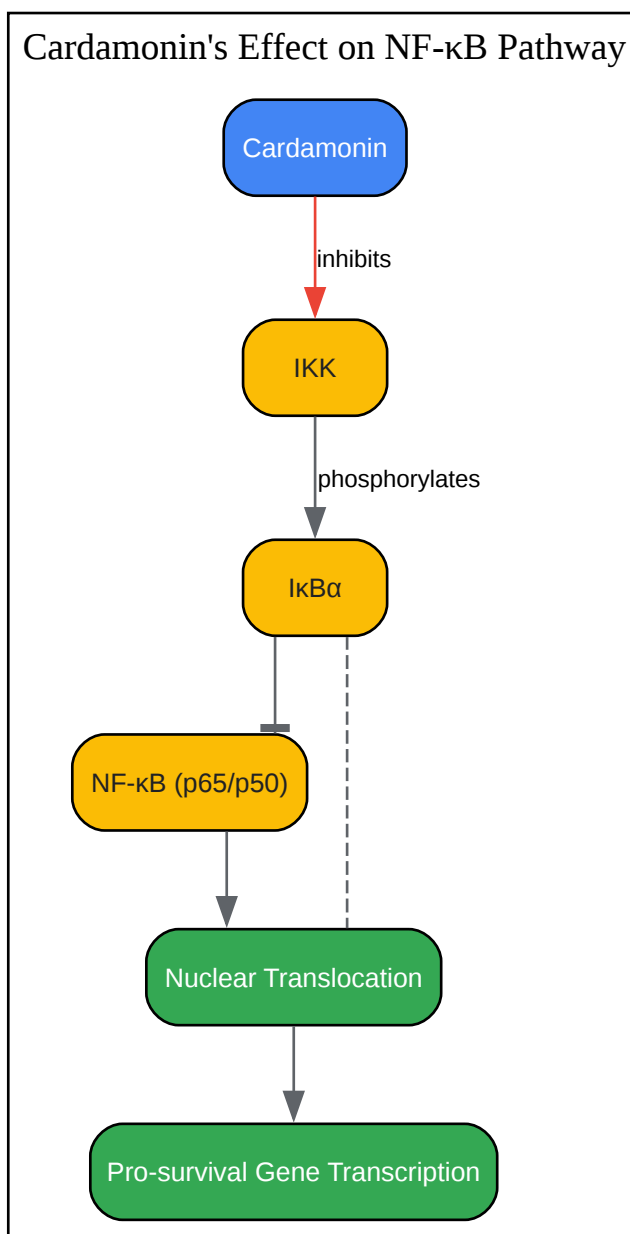 Cardamonin's Effect on NF-κB Pathway
Cardamonin
inhibits
IKK
phosphorylates
IκBα
NF-κB (p65/p50)
Nuclear Translocation
Pro-survival Gene Transcription